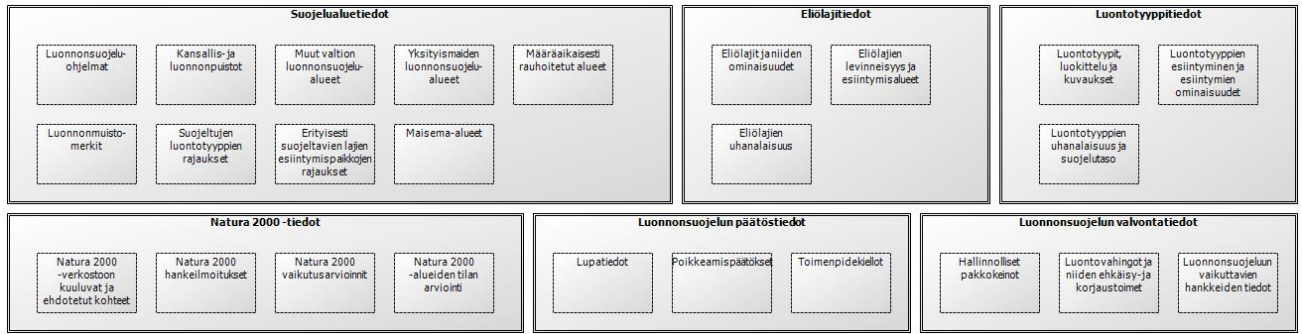 Suojelualuetiedot
Luonnonsuojelu-
ohjelmat
Kansallis- ja
luonnonpuistot
Muut valtion
luonnonsuojelu-
alueet
Yksityismaiden
luonnonsuojelu-
alueet
Määräaikaisesti
rauhoitetut alueet
Luonnonmuisto-
merkit
Suojeltujen
luontotyyppien
rajaukset
Erityisesti
suojeltavien lajien
esiintymispaikkojen
rajaukset
Maisema-alueet
Eliölajitiedot
Eliölajit ja niiden
ominaisuudet
Eliölajien
levinneisyys ja
esiintymisalueet
Eliölajien
uhanalaisuus
Luontotyyppitiedot
Luontotyypit,
luokittelu ja
kuvaukset
Luontotyyppien
esiintyminen ja
esiintymien
ominaisuudet
Luontotyyppien
uhanalaisuus ja
suojelutaso
Natura 2000 -tiedot
Natura 2000
-verkostoon
kuuluvat ja
ehdotetut kohteet
Natura 2000
hankeilmoitukset
Natura 2000
vaikutusarvioinnit
Natura 2000
-alueiden tilan
arviointi
Luonnonsuojelun päätöstiedot
Lupatiedot
Poikkeamispäätökset
Toimenpidekiellot
Luonnonsuojelun valvontatiedot
Hallinnolliset
pakkokeinot
Luontovahingot ja
niiden ehkäisy- ja
korjaustoimet
Luonnonsuojeluun
vaikuttavien
hankkeiden tiedot